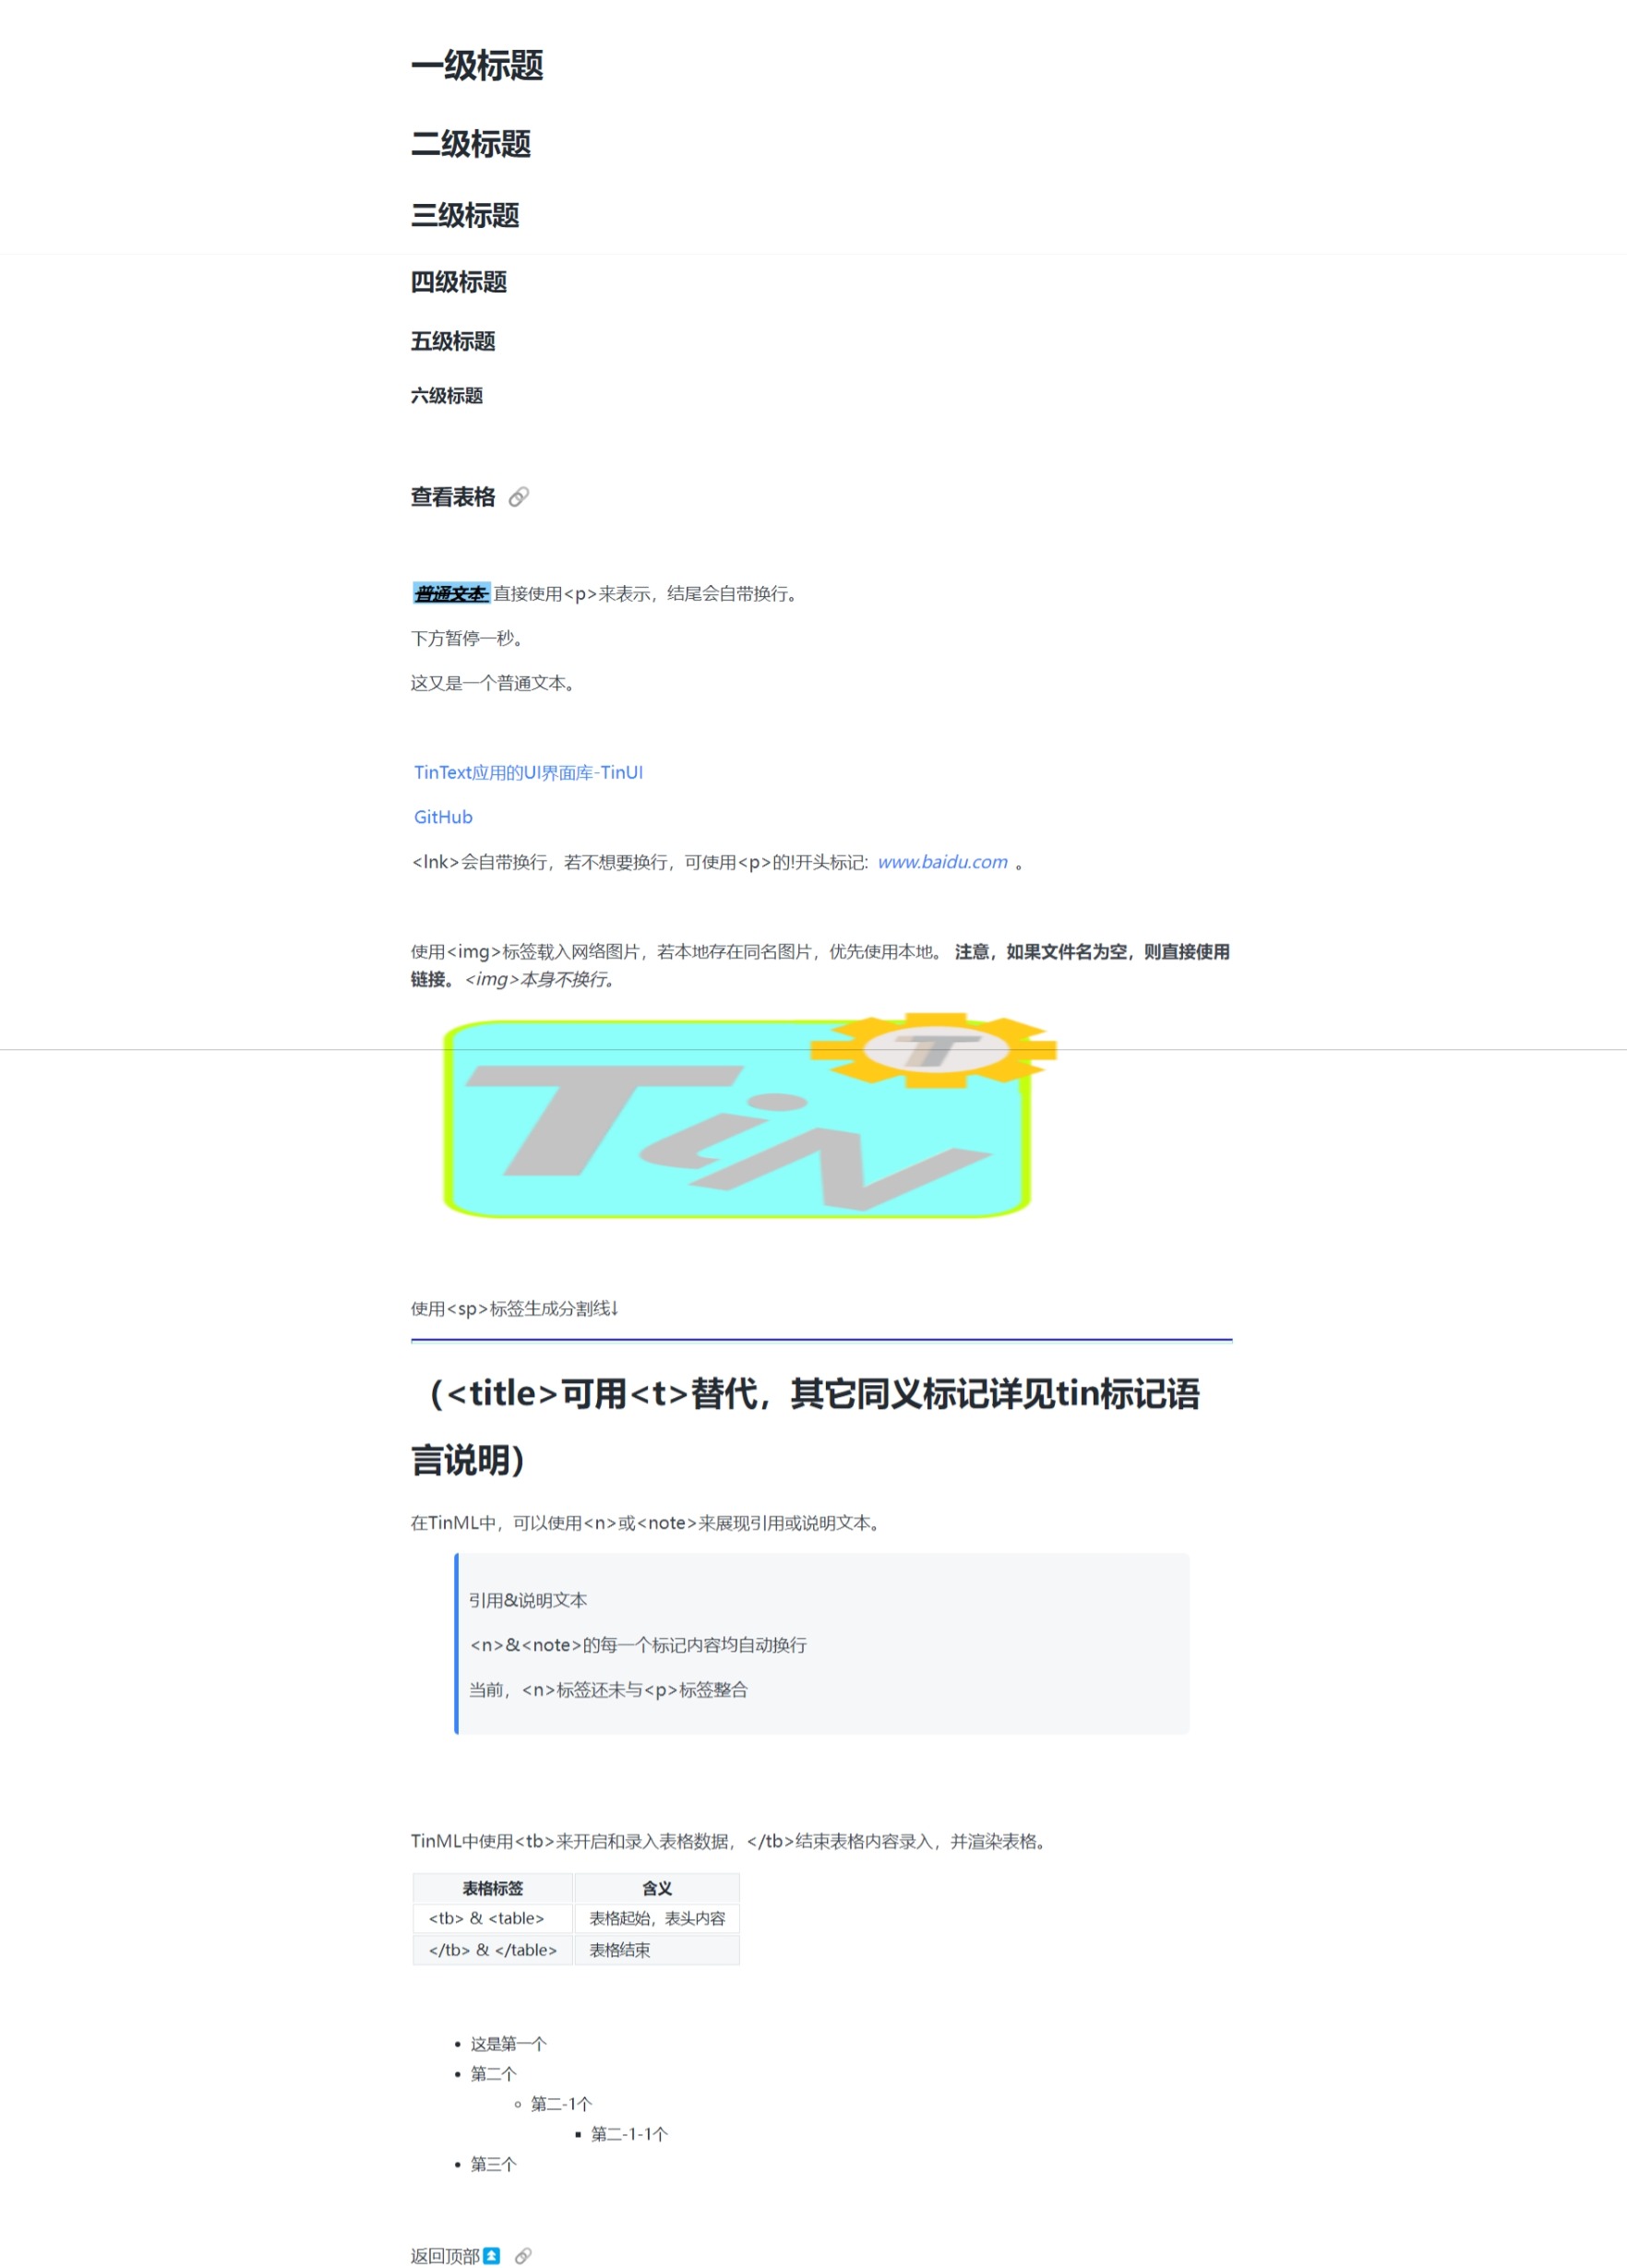 一级标题
二级标题
三级标题
四级标题
五级标题
六级标题
查看表格
普通文本 直接使用<p>来表示，结尾会自带换行。
下方暂停一秒。
这又是一个普通文本。
TinText应用的UI界面库-TinUI
GitHub
<lnk>会自带换行，若不想要换行，可使用<p>的!开头标记: www.baidu.com 。
使用<img>标签载入网络图片，若本地存在同名图片，优先使用本地。 注意，如果文件名为空，则直接使用
链接。 <img>本身不换行。
T
TiN
使用<sp>标签生成分割线↓
（<title>可用<t>替代，其它同义标记详见tin标记语
言说明）
在TinML中，可以使用<n>或<note>来展现引用或说明文本。
引用&说明文本
<n>&<note>的每一个标记内容均自动换行
当前，<n>标签还未与<p>标签整合
TinML中使用<tb>来开启和录入表格数据，</tb>结束表格内容录入，并渲染表格。
表格标签 含义
<tb> & <table> 表格起始，表头内容
</tb> & </table> 表格结束
• 这是第一个
• 第二个
◦ 第二-1个
▪ 第二-1-1个
• 第三个
返回顶部⏫